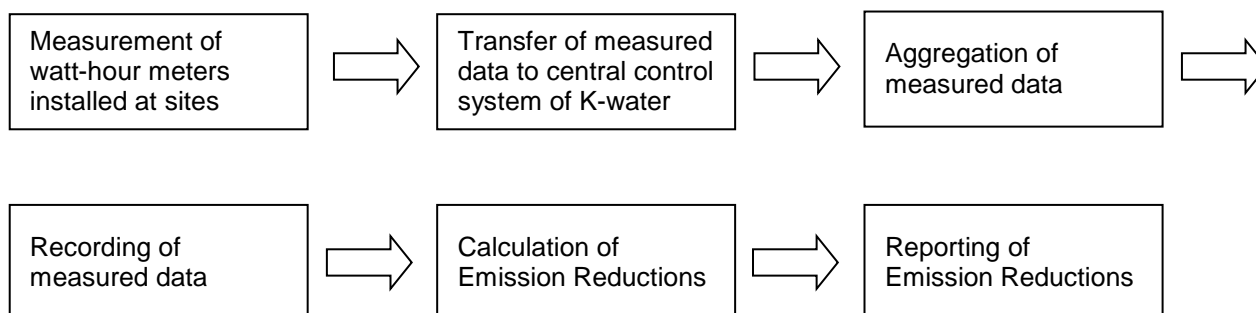 Measurement of
watt-hour meters
installed at sites
Transfer of measured
data to central control
system of K-water
Aggregation of
measured data
Recording of
measured data
Calculation of
Emission Reductions
Reporting of
Emission Reductions